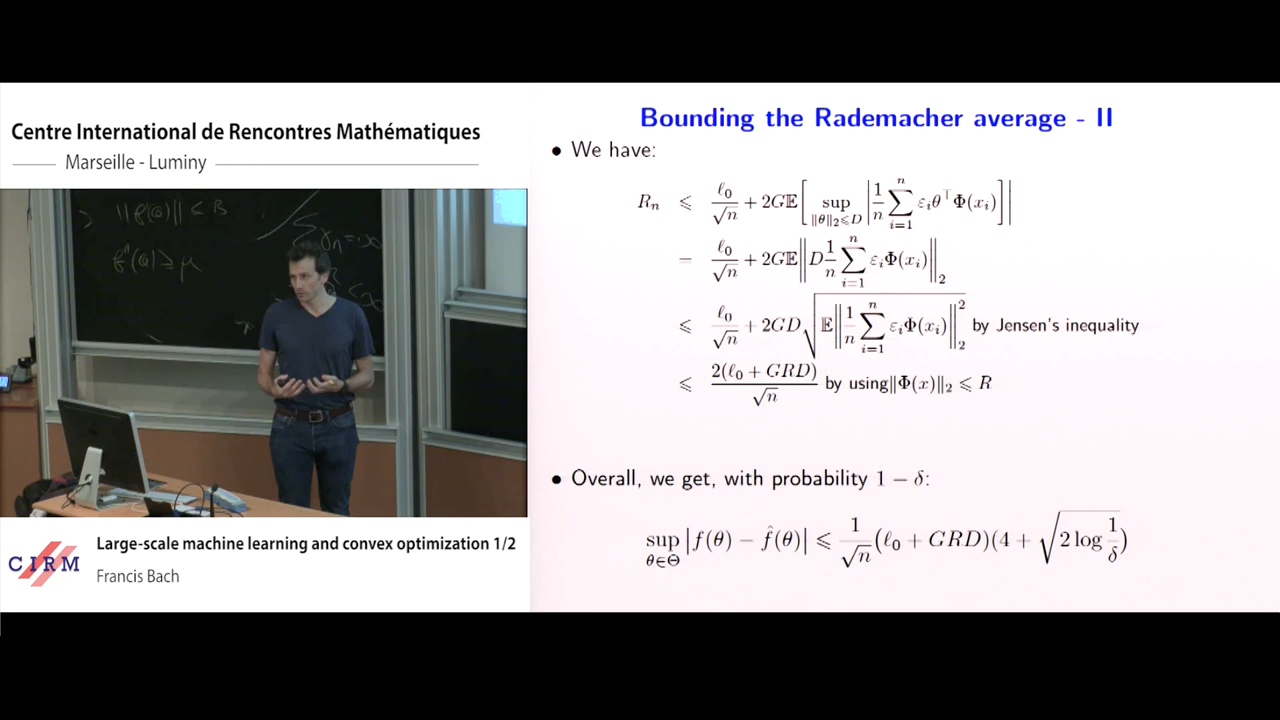 Centre International de Rencontres Mathématiques
Marseille - Luminy
||f'(θ)|| ≤ B
f''(θ) ≥ μ
Large-scale machine learning and convex optimization 1/2
CIRM
Francis Bach
Bounding the Rademacher average - II
• We have:
R_n ⩽ ℓ_0/√n + 2G𝔼[ sup_{‖θ‖_2⩽D} | 1/n ∑_{i=1}^n ε_i θ^⊤Φ(x_i) ] |
= ℓ_0/√n + 2G𝔼‖ D 1/n ∑_{i=1}^n ε_i Φ(x_i) ‖_2
⩽ ℓ_0/√n + 2GD √( 𝔼‖ 1/n ∑_{i=1}^n ε_i Φ(x_i) ‖_2^2 ) by Jensen's inequality
⩽ 2(ℓ_0 + GRD)/√n by using‖Φ(x)‖_2 ⩽ R
• Overall, we get, with probability 1 − δ:
sup_{θ∈Θ} |f(θ) − f̂(θ)| ⩽ 1/√n (ℓ_0 + GRD)(4 + √(2 log 1/δ))